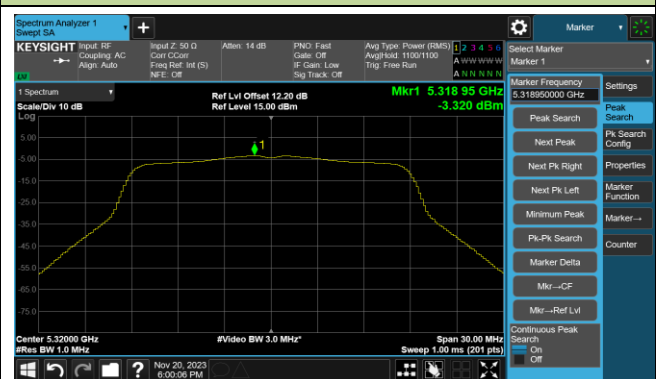 Spectrum Analyzer 1
Swept SA
Marker
KEYSIGHT
Input: RF
Coupling: AC
Align: Auto
Input Z: 50 Ω
Corr CCorr
Freq Ref: Int (S)
NFE: Off
Atten: 14 dB
PNO: Fast
Gate: Off
IF Gain: Low
Sig Track: Off
Avg Type: Power (RMS)
Avg|Hold: 1100/1100
Trig: Free Run
1 2 3 4 5 6
A W W W W W
A N N N N N
Select Marker
Marker 1
1 Spectrum
Scale/Div 10 dB
Log
Ref Lvl Offset 12.20 dB
Ref Level 15.00 dBm
Mkr1 5.318 95 GHz
-3.320 dBm
5.00
-5.00
-15.0
-25.0
-35.0
-45.0
-55.0
-65.0
-75.0
1
Center 5.32000 GHz
#Res BW 1.0 MHz
#Video BW 3.0 MHz*
Span 30.00 MHz
Sweep 1.00 ms (201 pts)
Marker Frequency
5.318950000 GHz
Peak Search
Next Peak
Next Pk Right
Next Pk Left
Minimum Peak
Pk-Pk Search
Marker Delta
Mkr→CF
Mkr→Ref Lvl
Continuous Peak
Search
On
Off
Settings
Peak
Search
Pk Search
Config
Properties
Marker
Function
Marker→
Counter
?
Nov 20, 2023
6:00:06 PM